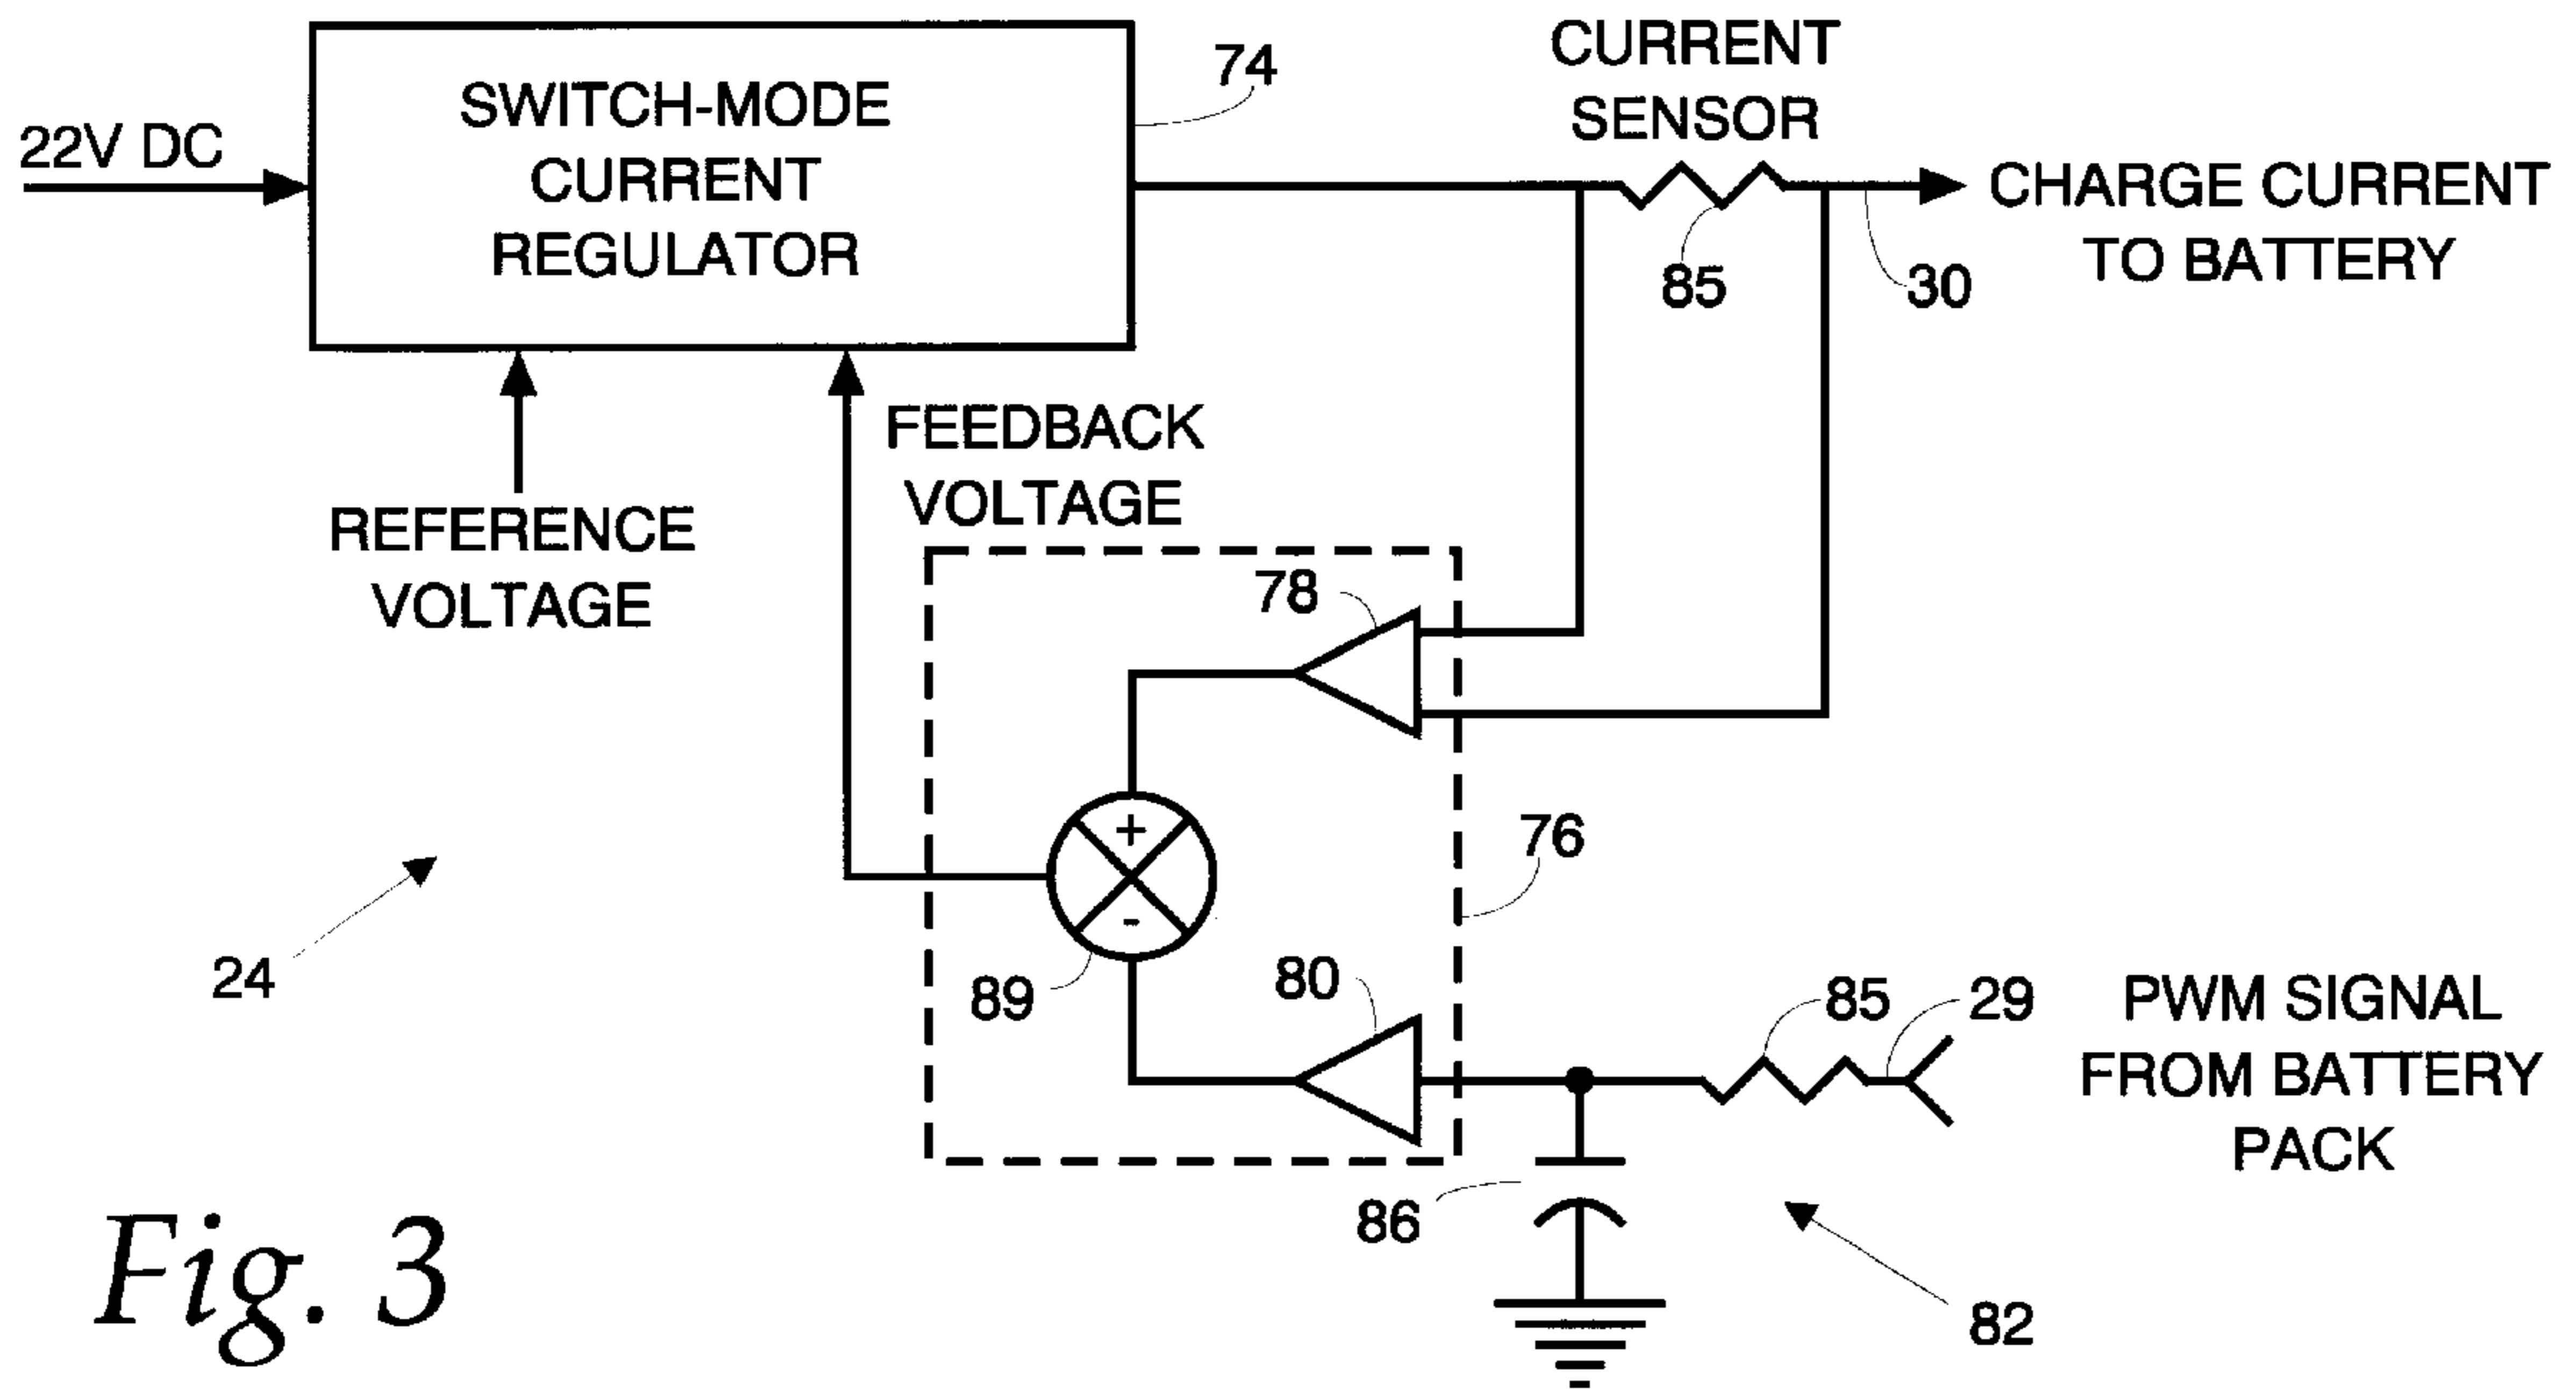 SWITCH-MODE
CURRENT
REGULATOR
74
CURRENT
SENSOR
22V DC
CHARGE CURRENT
TO BATTERY
85
30
FEEDBACK
VOLTAGE
REFERENCE
VOLTAGE
78
76
+
-
24
89
80
85
29
PWM SIGNAL
FROM BATTERY
PACK
86
82
Fig. 3